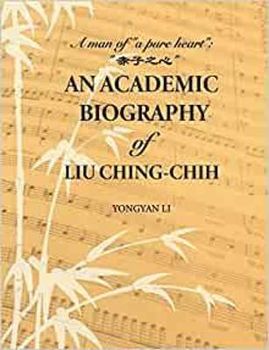 A man of "a pure heart":
"赤子之心"
AN ACADEMIC
BIOGRAPHY
of
LIU CHING-CHIH
YONGYAN LI